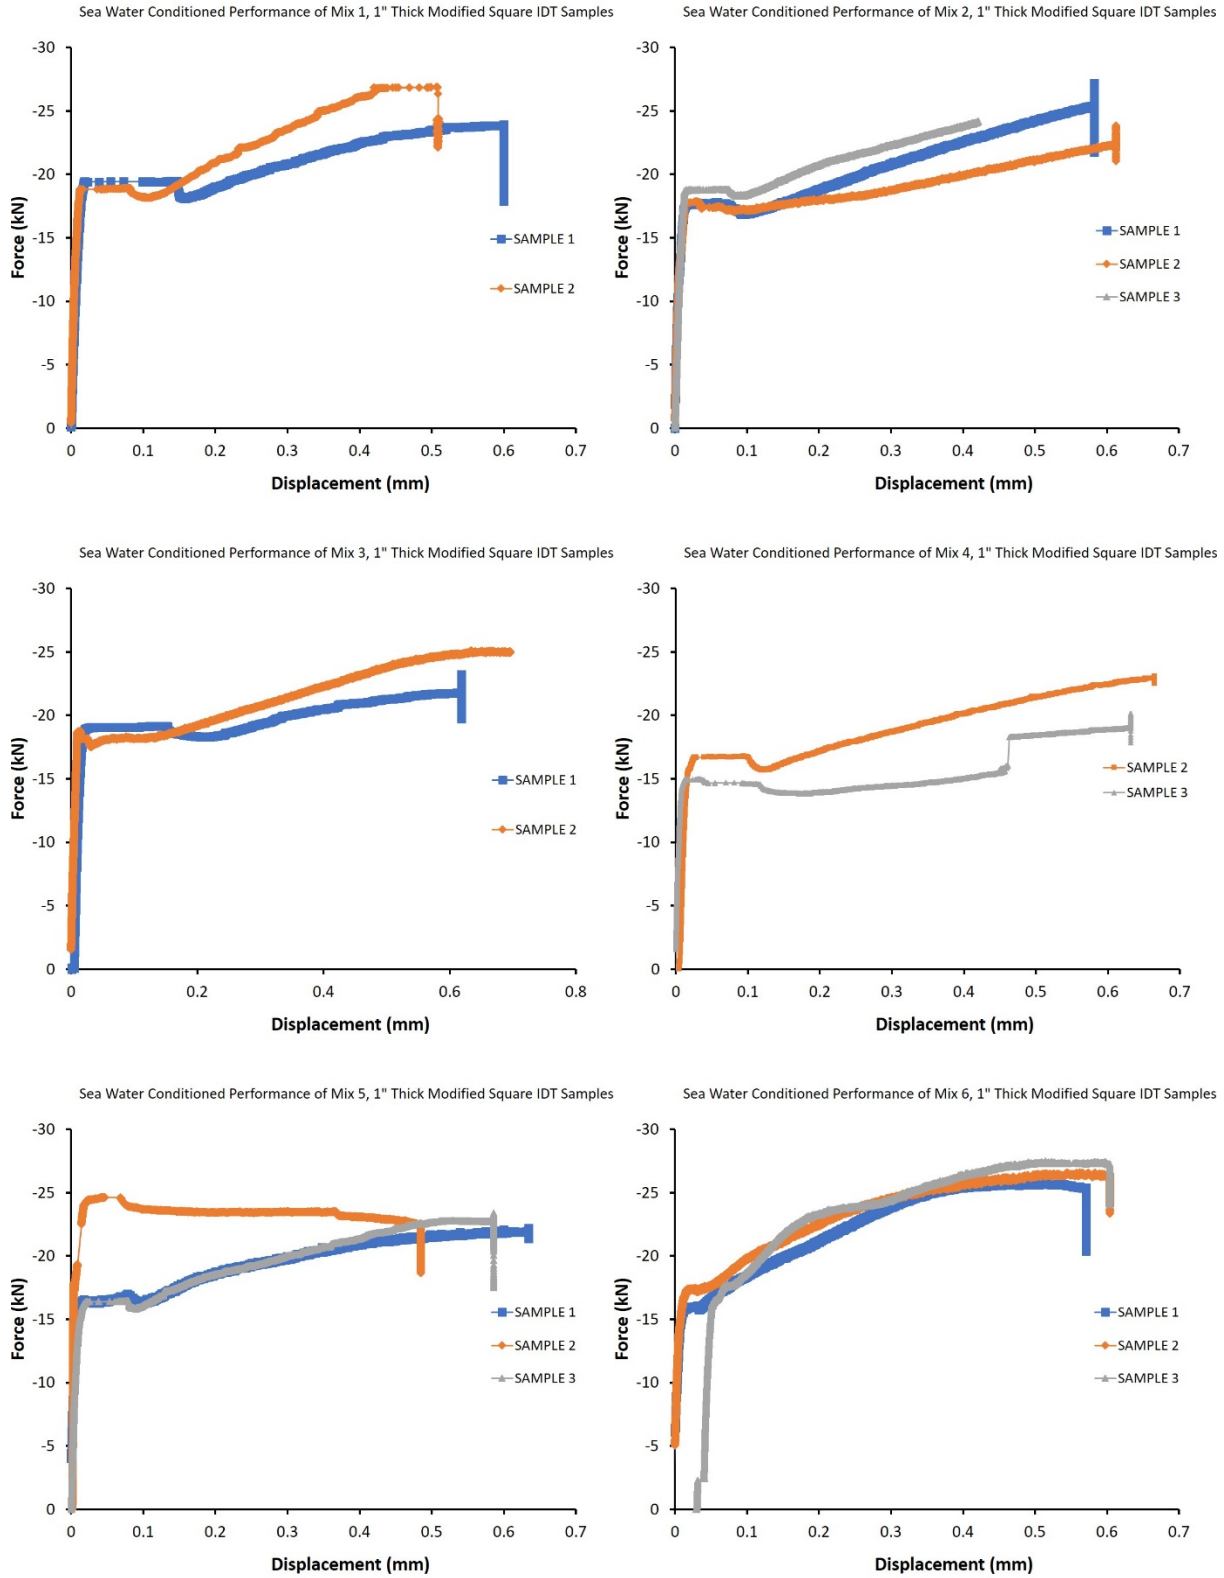 Sea Water Conditioned Performance of Mix 1, 1" Thick Modified Square IDT Samples
-30
-25
-20
-15
-10
-5
0
Force (kN)
SAMPLE 1
SAMPLE 2
0 0.1 0.2 0.3 0.4 0.5 0.6 0.7
Displacement (mm)
Sea Water Conditioned Performance of Mix 2, 1" Thick Modified Square IDT Samples
-30
-25
-20
-15
-10
-5
0
Force (kN)
SAMPLE 1
SAMPLE 2
SAMPLE 3
0 0.1 0.2 0.3 0.4 0.5 0.6 0.7
Displacement (mm)
Sea Water Conditioned Performance of Mix 3, 1" Thick Modified Square IDT Samples
-30
-25
-20
-15
-10
-5
0
Force (kN)
SAMPLE 1
SAMPLE 2
0 0.2 0.4 0.6 0.8
Displacement (mm)
Sea Water Conditioned Performance of Mix 4, 1" Thick Modified Square IDT Samples
-30
-25
-20
-15
-10
-5
0
Force (kN)
SAMPLE 2
SAMPLE 3
0 0.1 0.2 0.3 0.4 0.5 0.6 0.7
Displacement (mm)
Sea Water Conditioned Performance of Mix 5, 1" Thick Modified Square IDT Samples
-30
-25
-20
-15
-10
-5
0
Force (kN)
SAMPLE 1
SAMPLE 2
SAMPLE 3
0 0.1 0.2 0.3 0.4 0.5 0.6 0.7
Displacement (mm)
Sea Water Conditioned Performance of Mix 6, 1" Thick Modified Square IDT Samples
-30
-25
-20
-15
-10
-5
0
Force (kN)
SAMPLE 1
SAMPLE 2
SAMPLE 3
0 0.1 0.2 0.3 0.4 0.5 0.6 0.7
Displacement (mm)